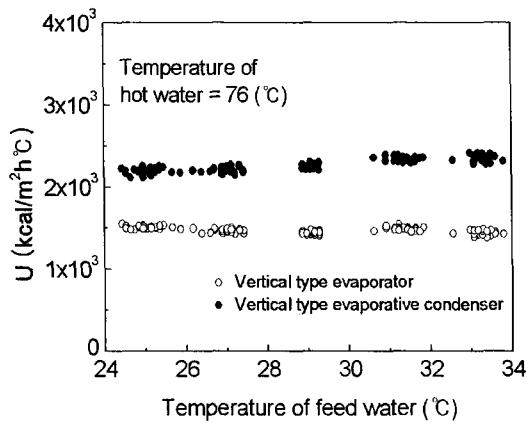 4x10³
3x10³
2x10³
1x10³
0
U (kcal/m²h℃)
Temperature of
hot water = 76 (℃)
○ Vertical type evaporator
● Vertical type evaporative condenser
24 26 28 30 32 34
Temperature of feed water (℃)